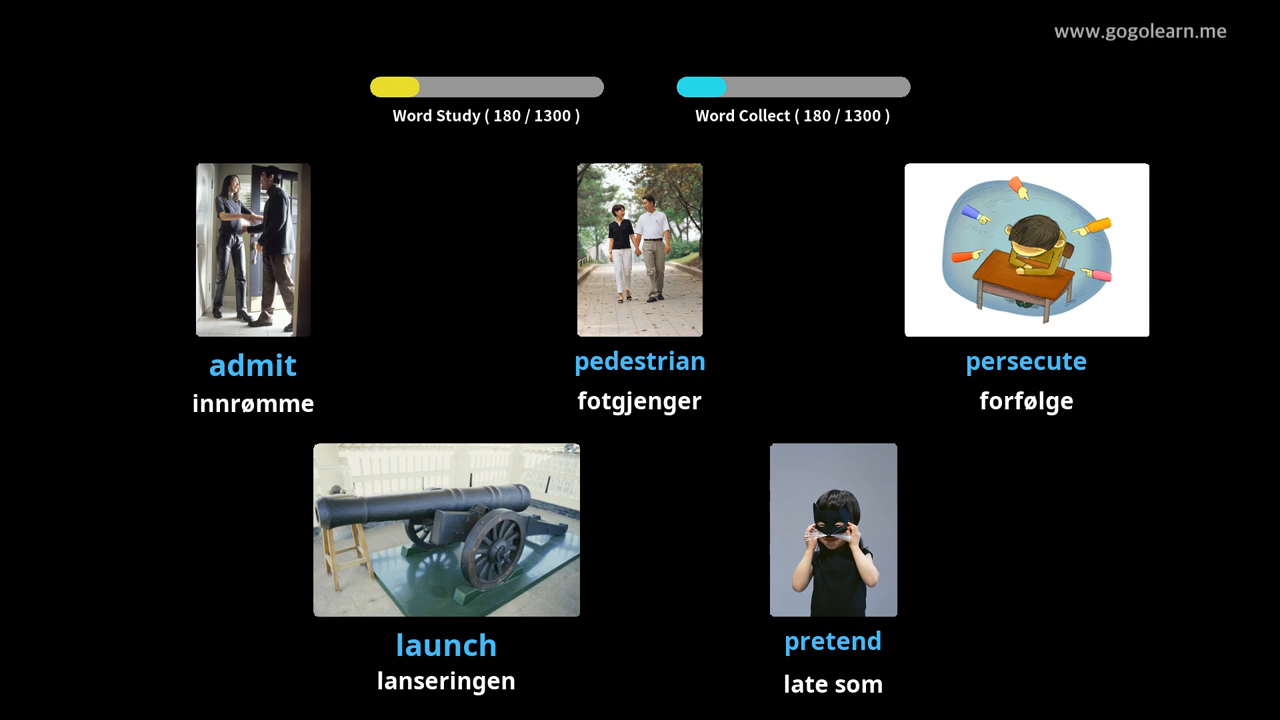 www.gogolearn.me
Word Study ( 180 / 1300 )
Word Collect ( 180 / 1300 )
admit
innrømme
pedestrian
fotgjenger
persecute
forfølge
launch
lanseringen
pretend
late som